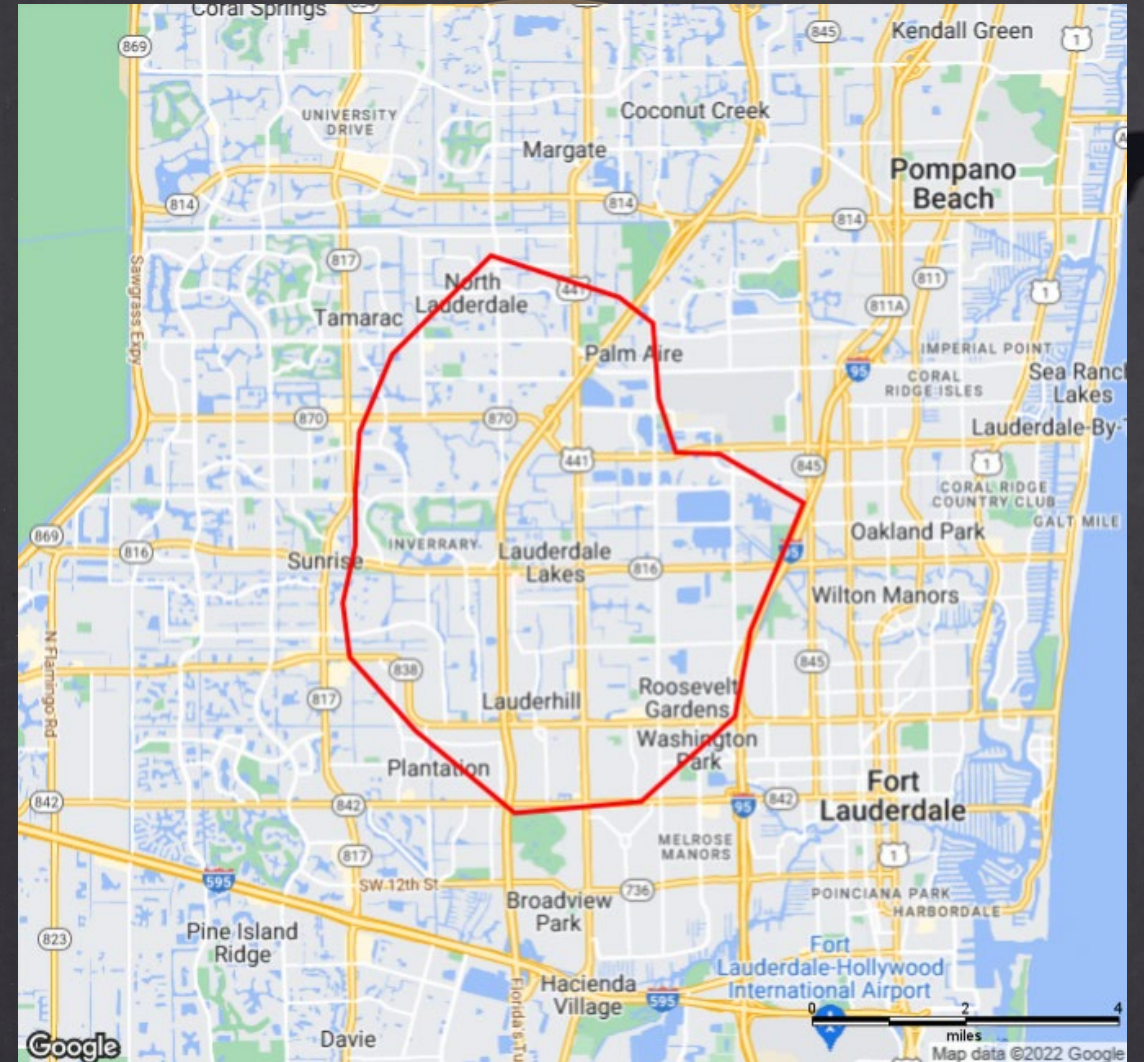 Coral Springs
869
845
Kendall Green
1
UNIVERSITY
DRIVE
Coconut Creek
Margate
Pompano
Beach
814
814
814
817
North
Lauderdale
441
811
1
811A
Tamarac
Sawgrass Expy
Palm Aire
IMPERIAL POINT
95
CORAL
RIDGE ISLES
Sea Ranch
Lakes
870
870
Lauderdale-By-
441
845
1
CORAL RIDGE
COUNTRY CLUB
GALT MILE
869
816
Sunrise
INVERRARY
Lauderdale
Lakes
816
95
Oakland Park
Wilton Manors
N Flamingo Rd
838
845
817
Lauderhill
Roosevelt
Gardens
Washington
Park
Plantation
Fort
Lauderdale
842
842
95
842
MELROSE
MANORS
817
1
595
SW 12th St
736
Broadview
Park
POINCIANA PARK
HARBORDALE
823
Pine Island
Ridge
Fort
Lauderdale-Hollywood
International Airport
Hacienda
Village
595
Florida's Tu
0 2 4
miles
Davie
Google
Map data ©2022 Google